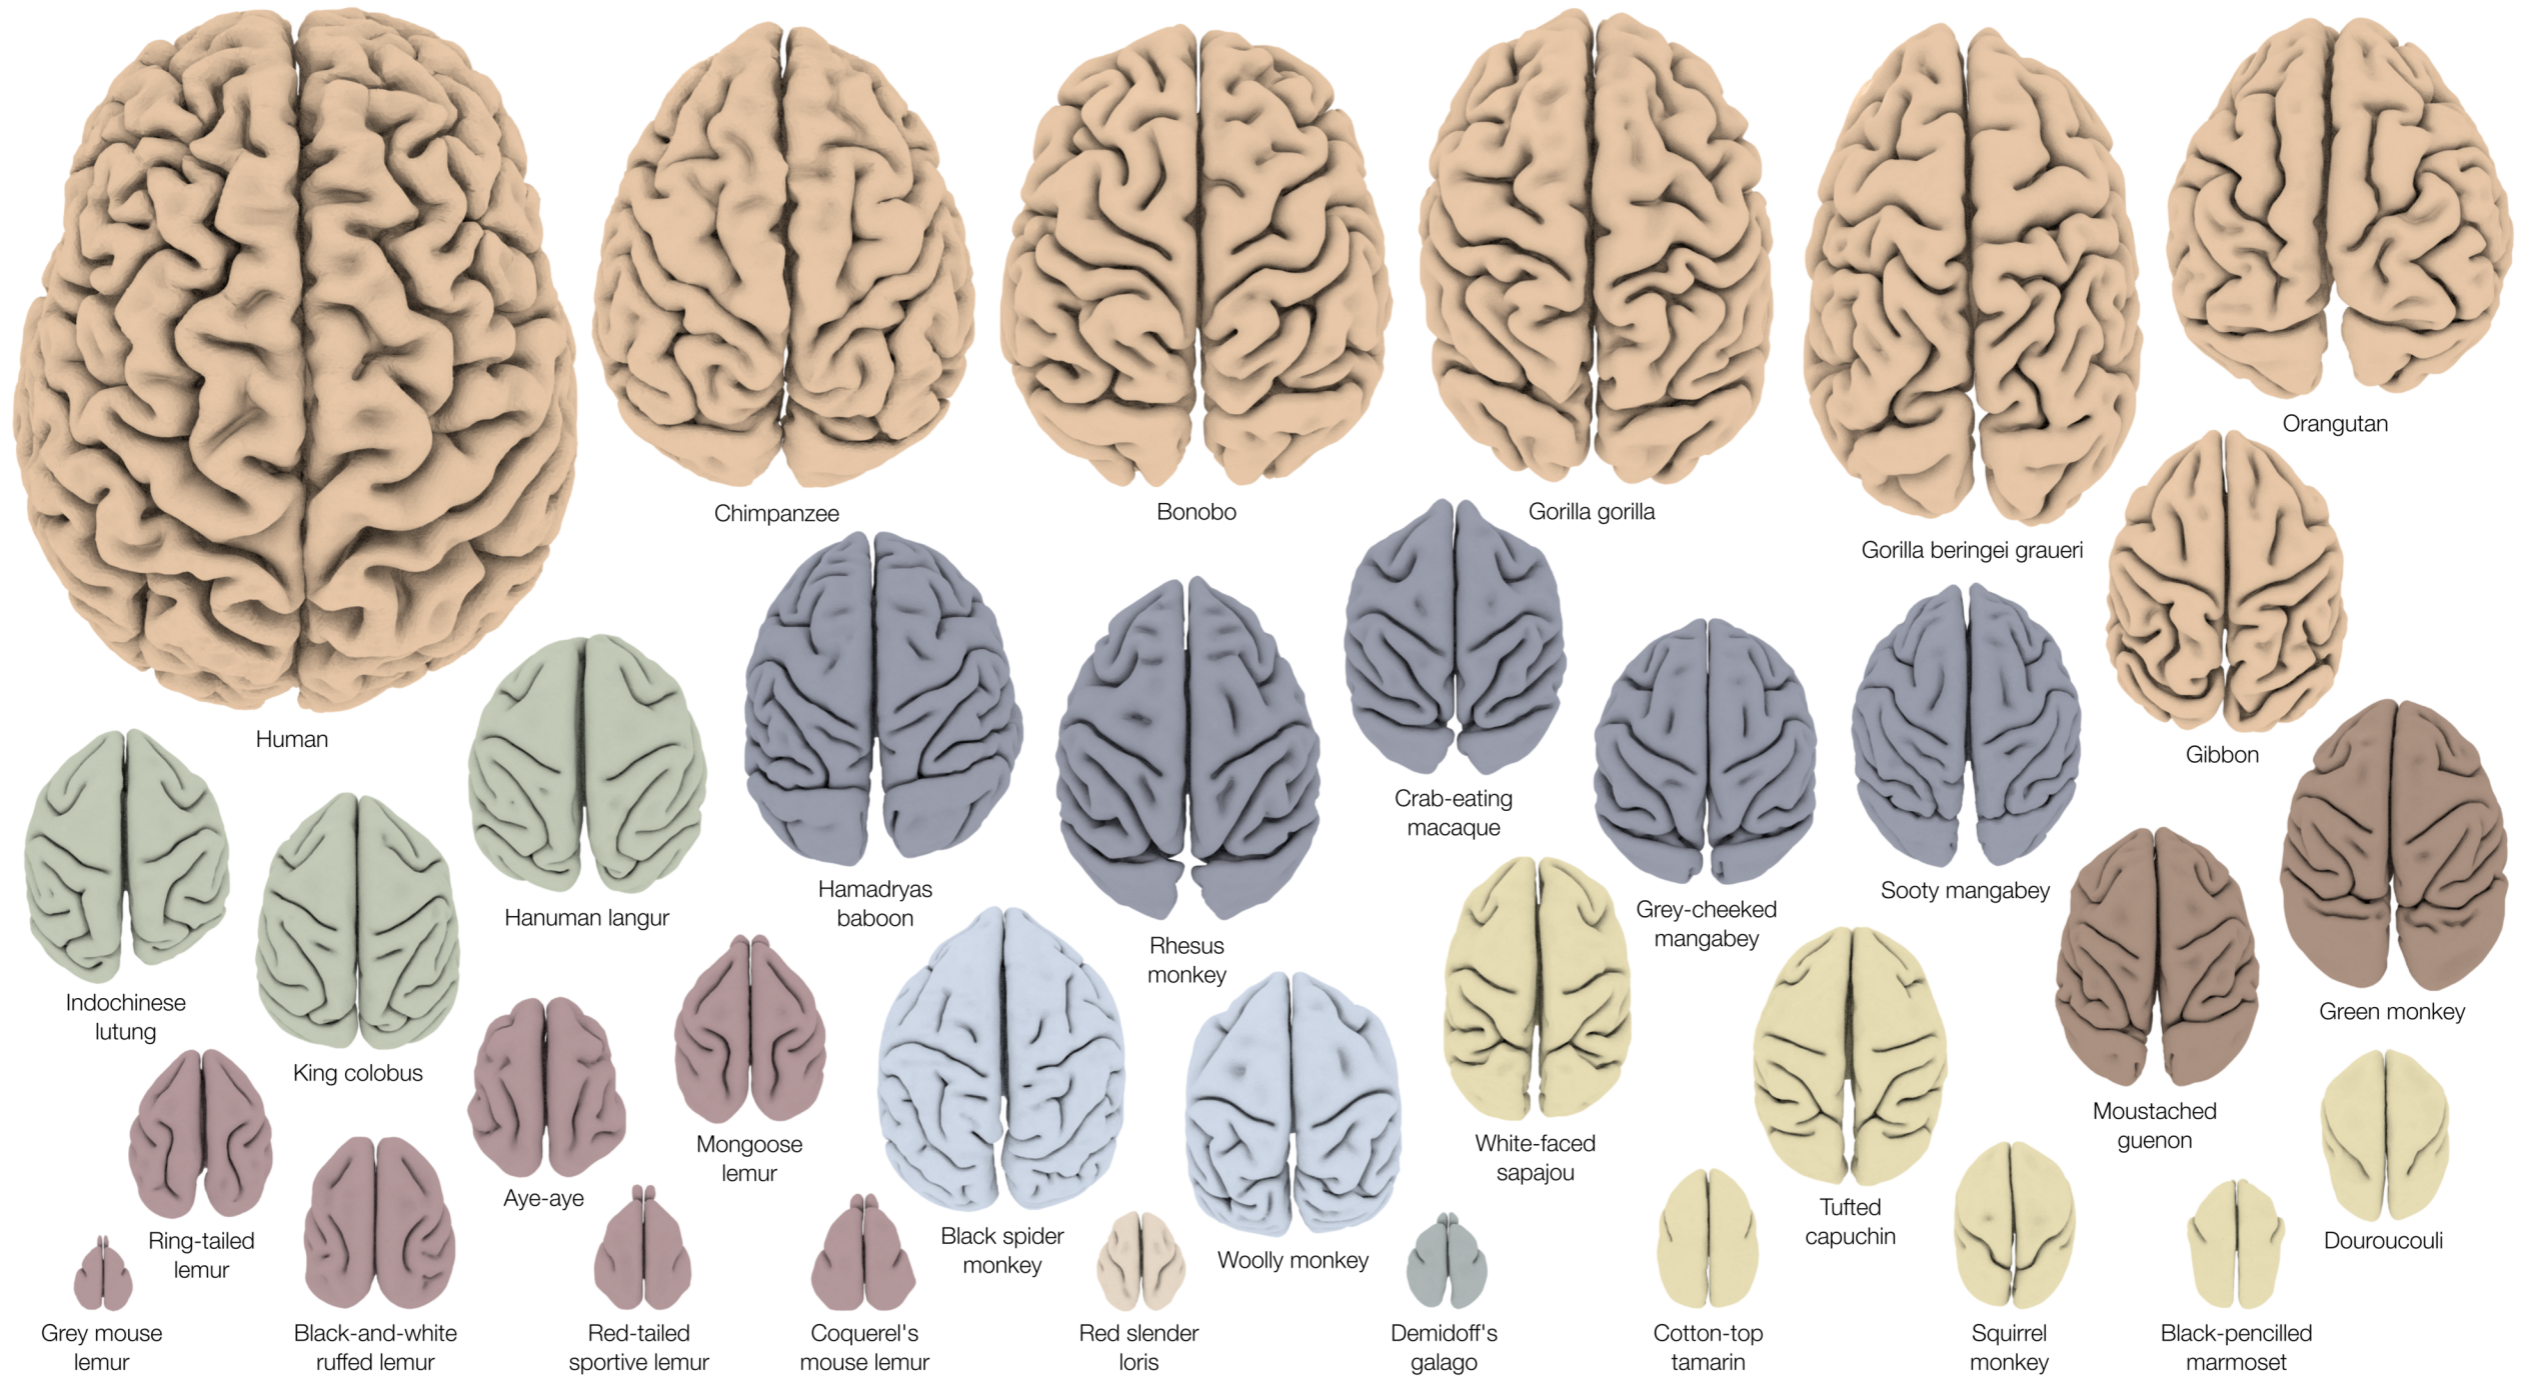 Orangutan
Chimpanzee
Bonobo
Gorilla gorilla
Gorilla beringei graueri
Human
Gibbon
Crab-eating
macaque
Hanuman langur
Hamadryas
baboon
Sooty mangabey
Grey-cheeked
mangabey
Rhesus
monkey
Indochinese
lutung
Green monkey
King colobus
Moustached
guenon
Mongoose
lemur
White-faced
sapajou
Aye-aye
Tufted
capuchin
Ring-tailed
lemur
Black spider
monkey
Woolly monkey
Douroucouli
Grey mouse
lemur
Black-and-white
ruffed lemur
Red-tailed
sportive lemur
Coquerel's
mouse lemur
Red slender
loris
Demidoff's
galago
Cotton-top
tamarin
Squirrel
monkey
Black-pencilled
marmoset